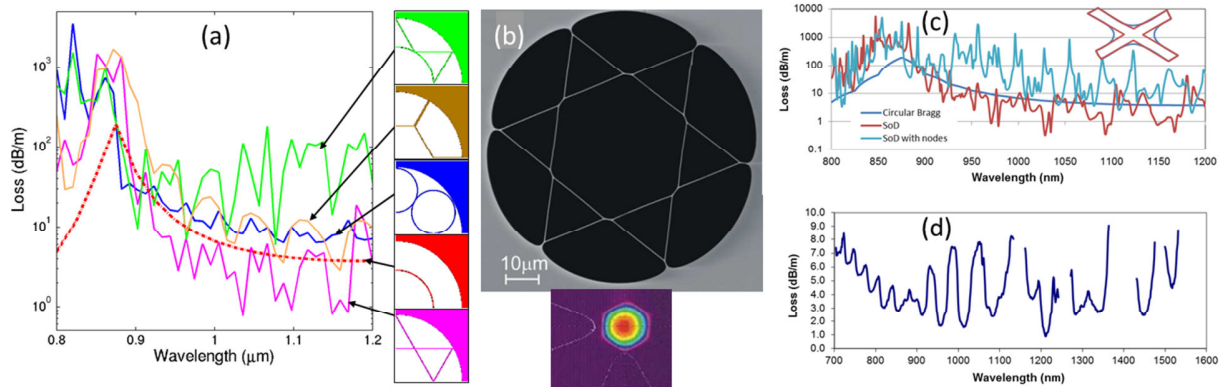 (a)
Loss (dB/m)
10³
10²
10¹
10⁰
0.8
0.9
1
1.1
1.2
Wavelength (μm)
(b)
10μm
(c)
Loss (dB/m)
10000
1000
100
10
1
0.1
Circular Bragg
SoD
SoD with nodes
800 850 900 950 1000 1050 1100 1150 1200
Wavelength (nm)
(d)
Loss (dB/m)
9.0
8.0
7.0
6.0
5.0
4.0
3.0
2.0
1.0
0.0
700 800 900 1000 1100 1200 1300 1400 1500 1600
Wavelength (nm)